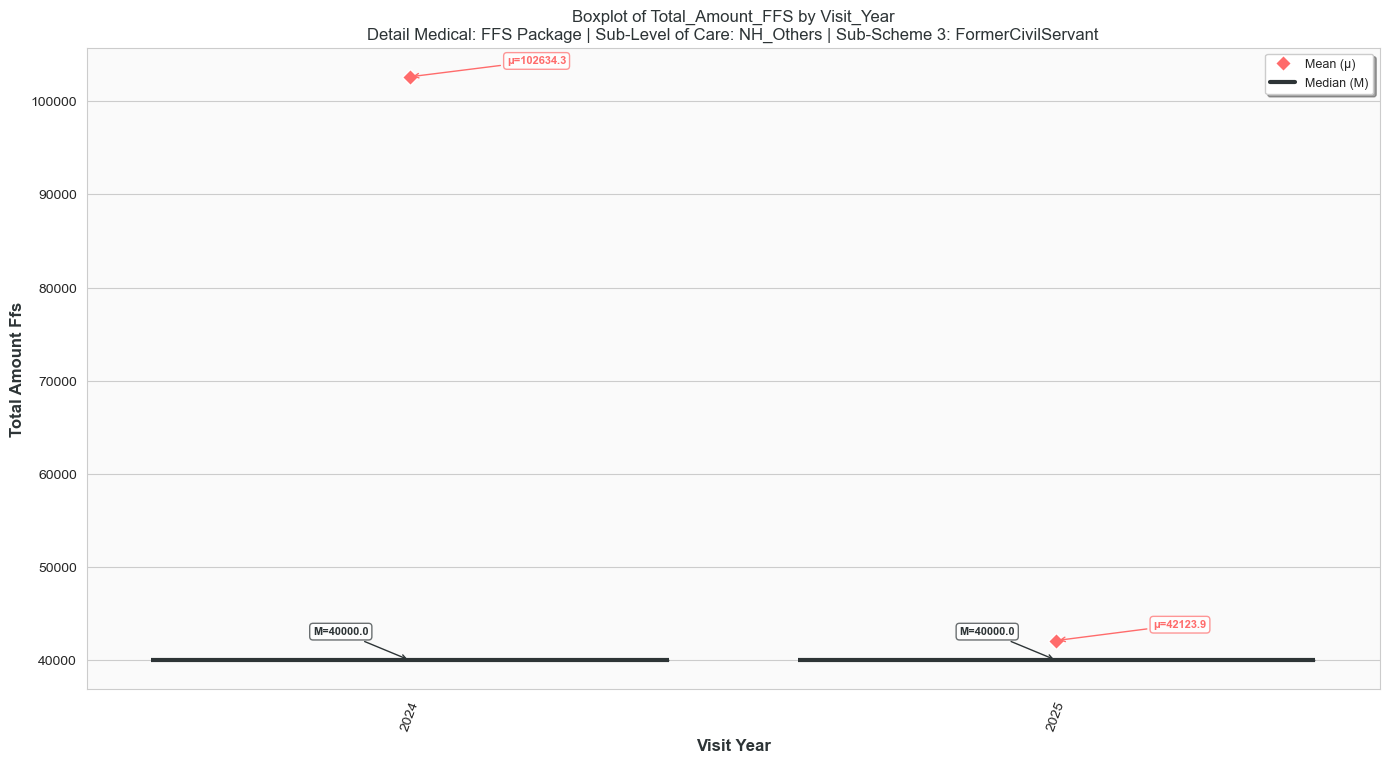 Boxplot of Total_Amount_FFS by Visit_Year
Detail Medical: FFS Package | Sub-Level of Care: NH_Others | Sub-Scheme 3: FormerCivilServant
μ=102634.3
Mean (μ)
Median (M)
100000
90000
80000
70000
60000
50000
40000
Total Amount Ffs
M=40000.0
M=40000.0
μ=42123.9
2024
2025
Visit Year